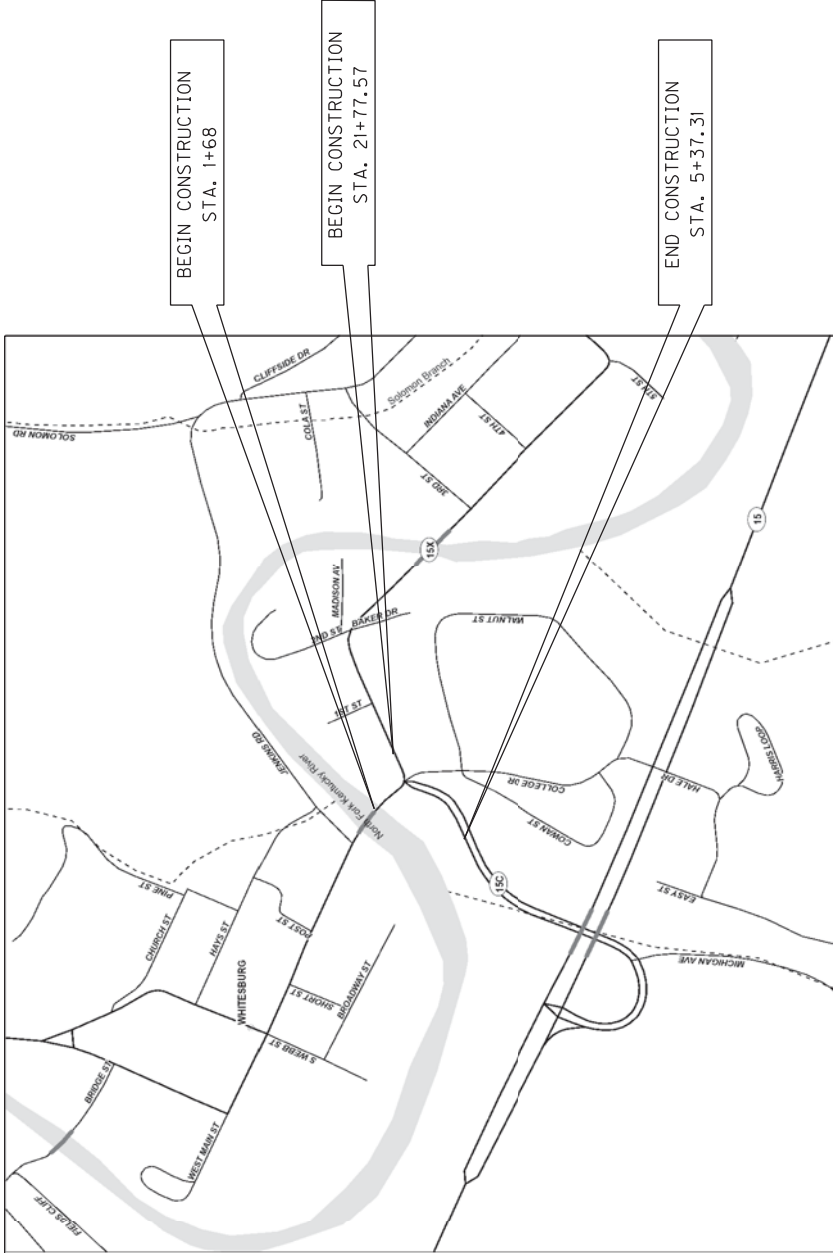 BEGIN CONSTRUCTION
STA. 1+68
BEGIN CONSTRUCTION
STA. 21+77.57
END CONSTRUCTION
STA. 5+37.31
SOLOMON RD
CLIFFSIDE DR
COLA ST
Solomon Branch
INDIANA AVE
4TH ST
3RD ST
5TH ST
15X
15
MADISON AV
2ND ST
BAKER DR
1ST ST
WALNUT ST
JENKINS RD
North Fork Kentucky River
COLLEGE DR
COWAN ST
HALE DR
HARRIS LOOP
EASY ST
15C
MICHIGAN AVE
PINE ST
CHURCH ST
HAYS ST
POST ST
WHITESBURG
SHORT ST
BROADWAY ST
S WEBB ST
BRIDGE ST
WEST MAIN ST
FIELDS CLIFF